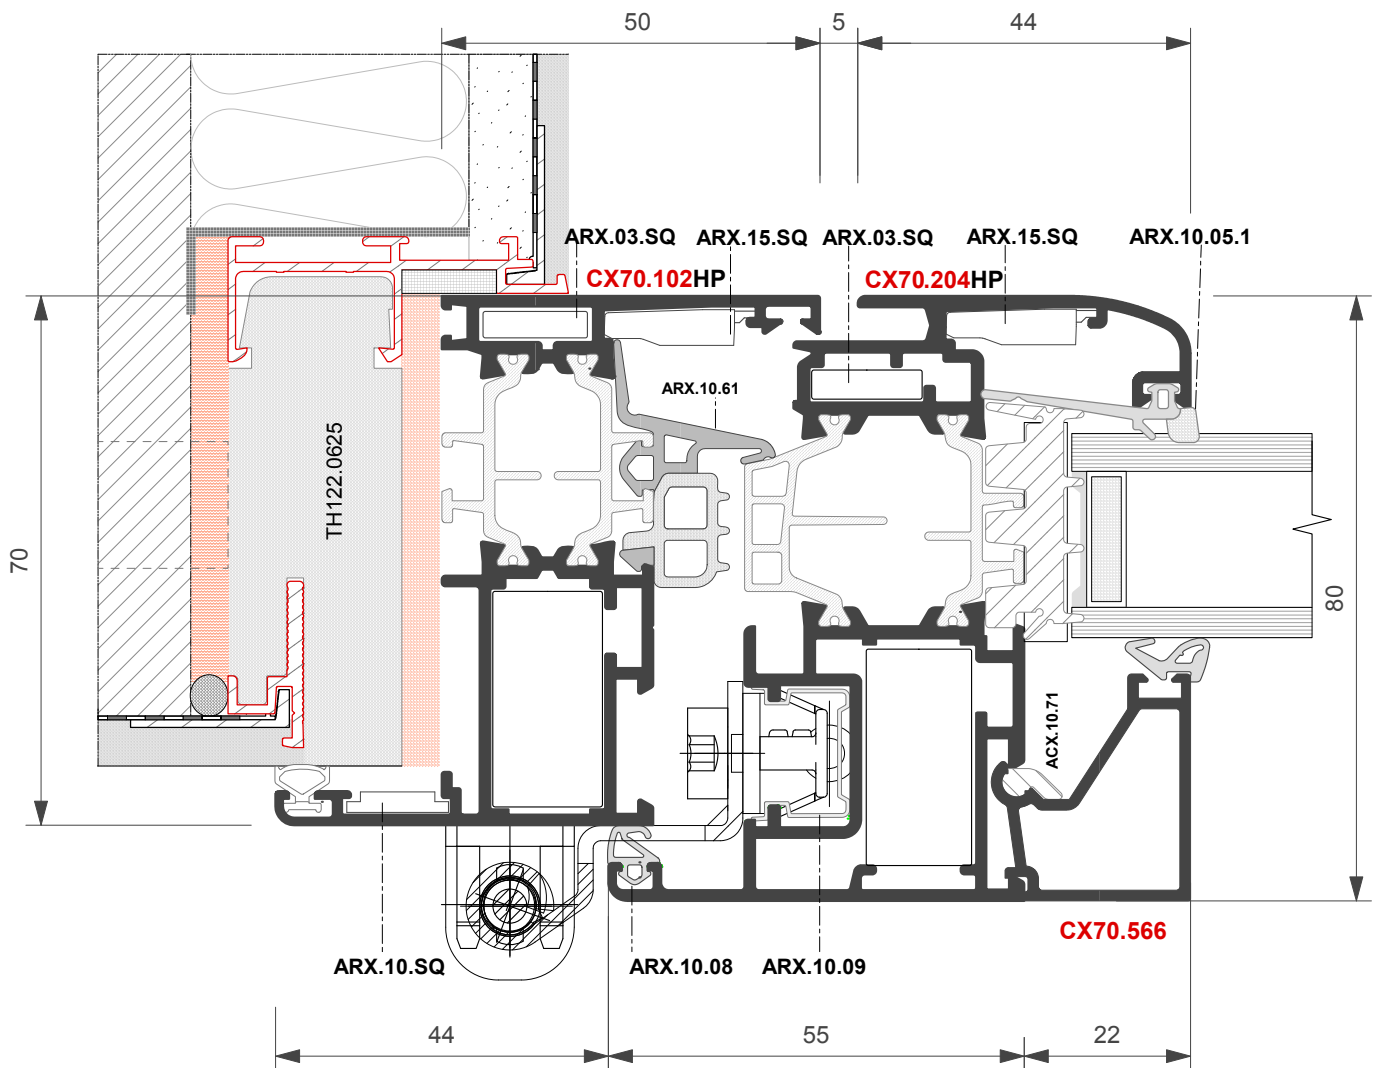 50
5
44
ARX.03.SQ
ARX.15.SQ
ARX.03.SQ
ARX.15.SQ
ARX.10.05.1
CX70.102HP
CX70.204HP
ARX.10.61
TH122.0625
70
80
ACX.10.71
CX70.566
ARX.10.SQ
ARX.10.08
ARX.10.09
44
55
22